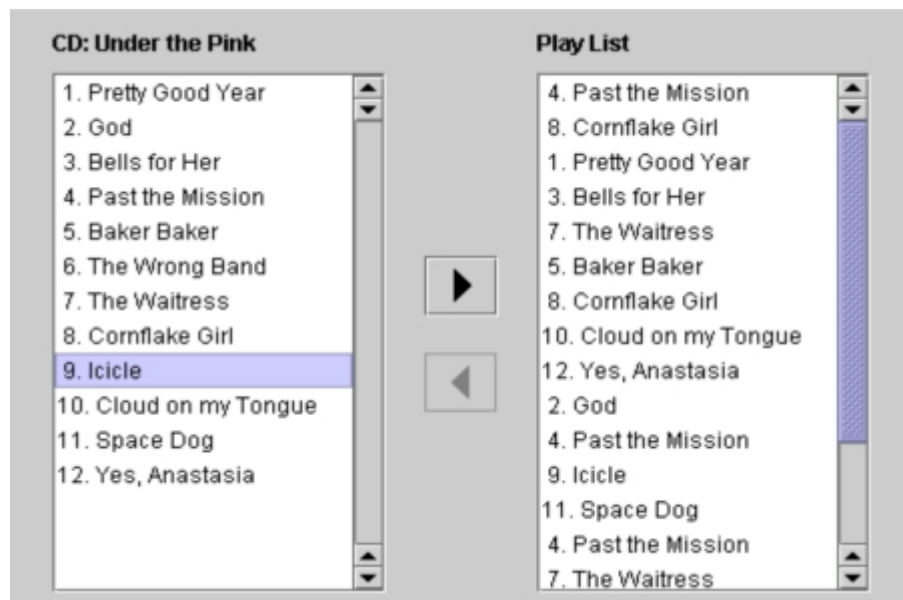 CD: Under the Pink
1. Pretty Good Year
2. God
3. Bells for Her
4. Past the Mission
5. Baker Baker
6. The Wrong Band
7. The Waitress
8. Cornflake Girl
9. Icicle
10. Cloud on my Tongue
11. Space Dog
12. Yes, Anastasia
Play List
4. Past the Mission
8. Cornflake Girl
1. Pretty Good Year
3. Bells for Her
7. The Waitress
5. Baker Baker
8. Cornflake Girl
10. Cloud on my Tongue
12. Yes, Anastasia
2. God
4. Past the Mission
9. Icicle
11. Space Dog
4. Past the Mission
7. The Waitress